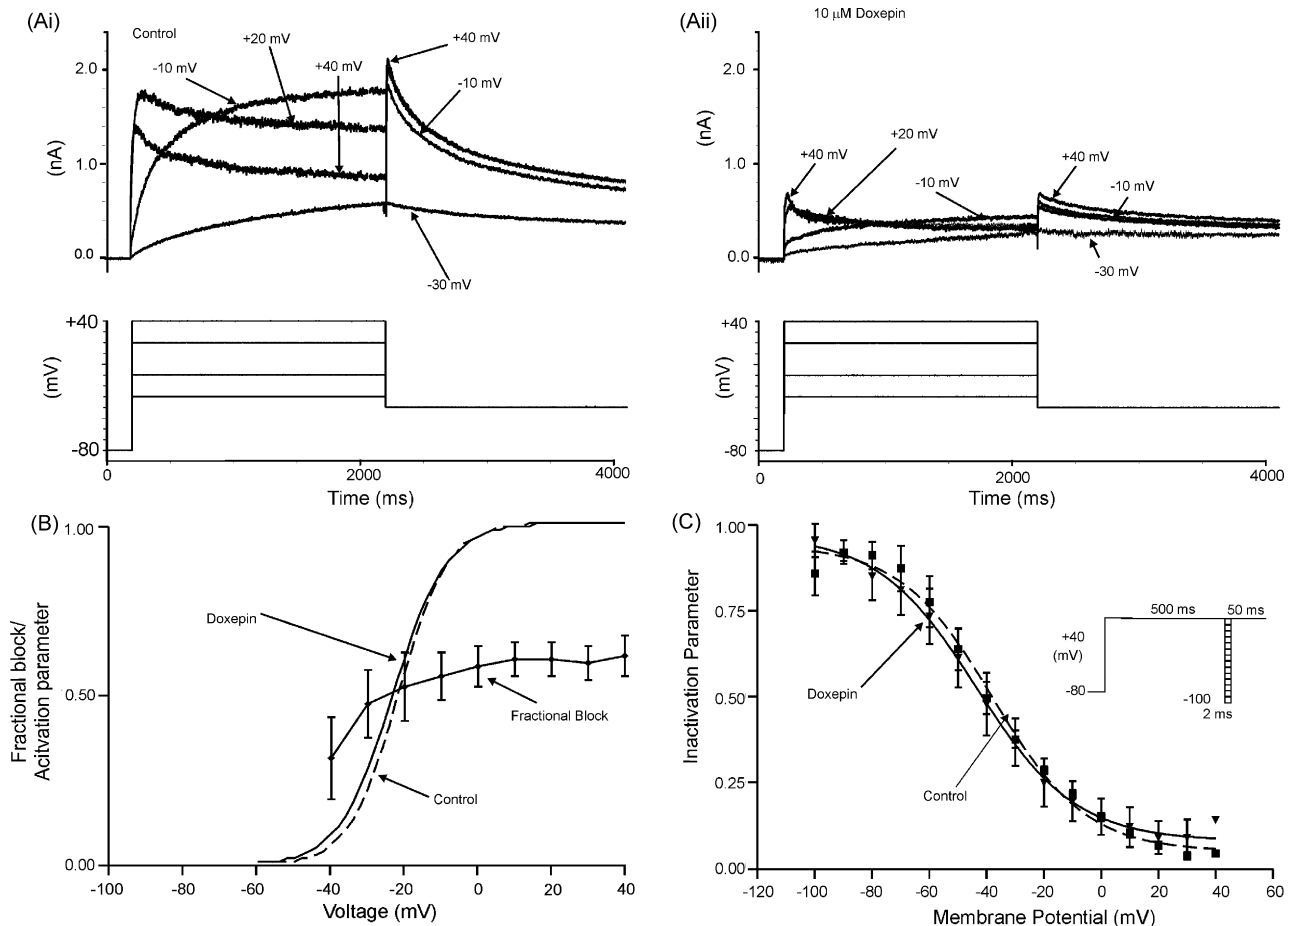 (Ai)
Control
+20 mV
+40 mV
+40 mV
-10 mV
-10 mV
-30 mV
2.0
1.0
0.0
(nA)
+40
-80
(mV)
0
2000
4000
Time (ms)
(Aii)
10 μM Doxepin
2.0
1.0
0.0
(nA)
+40 mV
+20 mV
-10 mV
+40 mV
-10 mV
-30 mV
+40
-80
(mV)
0
2000
4000
Time (ms)
(B)
1.00
0.50
0.00
Fractional block/
Acitvation parameter
Doxepin
Fractional Block
Control
-100
-80
-60
-40
-20
0
20
40
Voltage (mV)
(C)
1.00
0.75
0.50
0.25
0.00
Inactivation Parameter
Doxepin
Control
500 ms
50 ms
+40
(mV)
-80
-100
2 ms
-120
-100
-80
-60
-40
-20
0
20
40
60
Membrane Potential (mV)